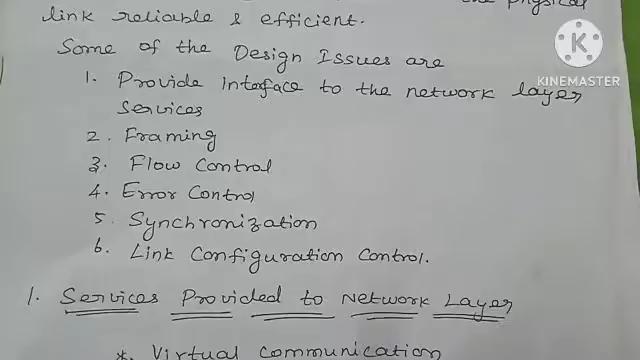 the physical
link reliable & efficient.
Some of the Design Issues are
1. Provide interface to the network layer
services
2. Framing
3. Flow Control
4. Error Control
5. Synchronization
6. Link Configuration Control.
1. Services Provided to Network Layer
* Virtual Communication
KINEMASTER